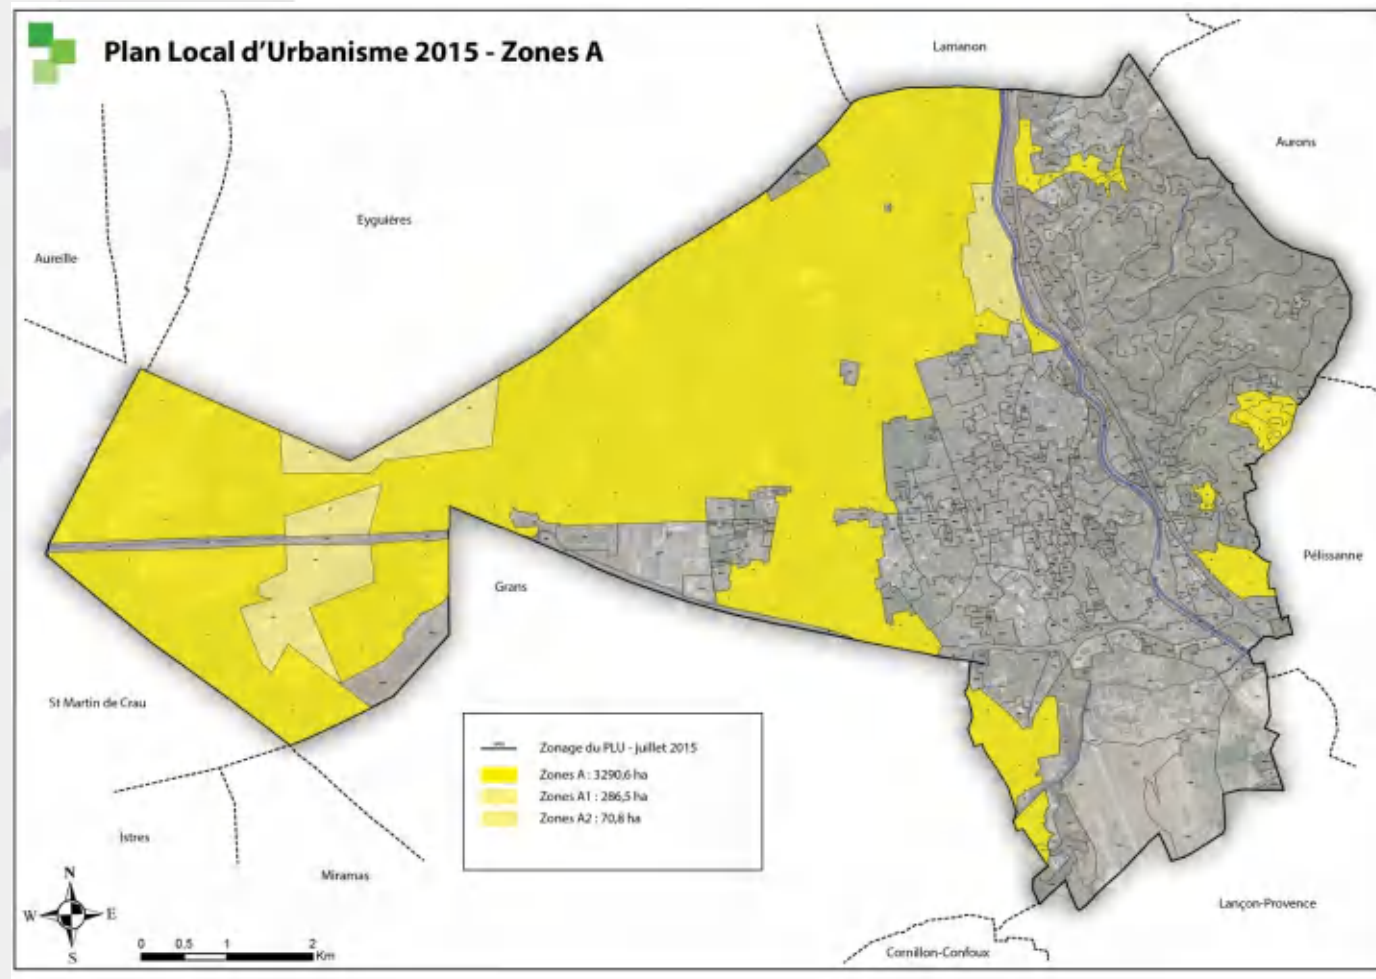 Plan Local d'Urbanisme 2015 - Zones A
Lamanon
Aurons
Eyguières
Aureille
Pélissanne
Grans
St Martin de Crau
Zonage du PLU - juillet 2015
Zones A : 3290,6 ha
Zones A1 : 286,5 ha
Zones A2 : 70,8 ha
Istres
Miramas
Lançon-Provence
Cornillon-Confoux
N
W
E
S
0 0.5 1 2
Km